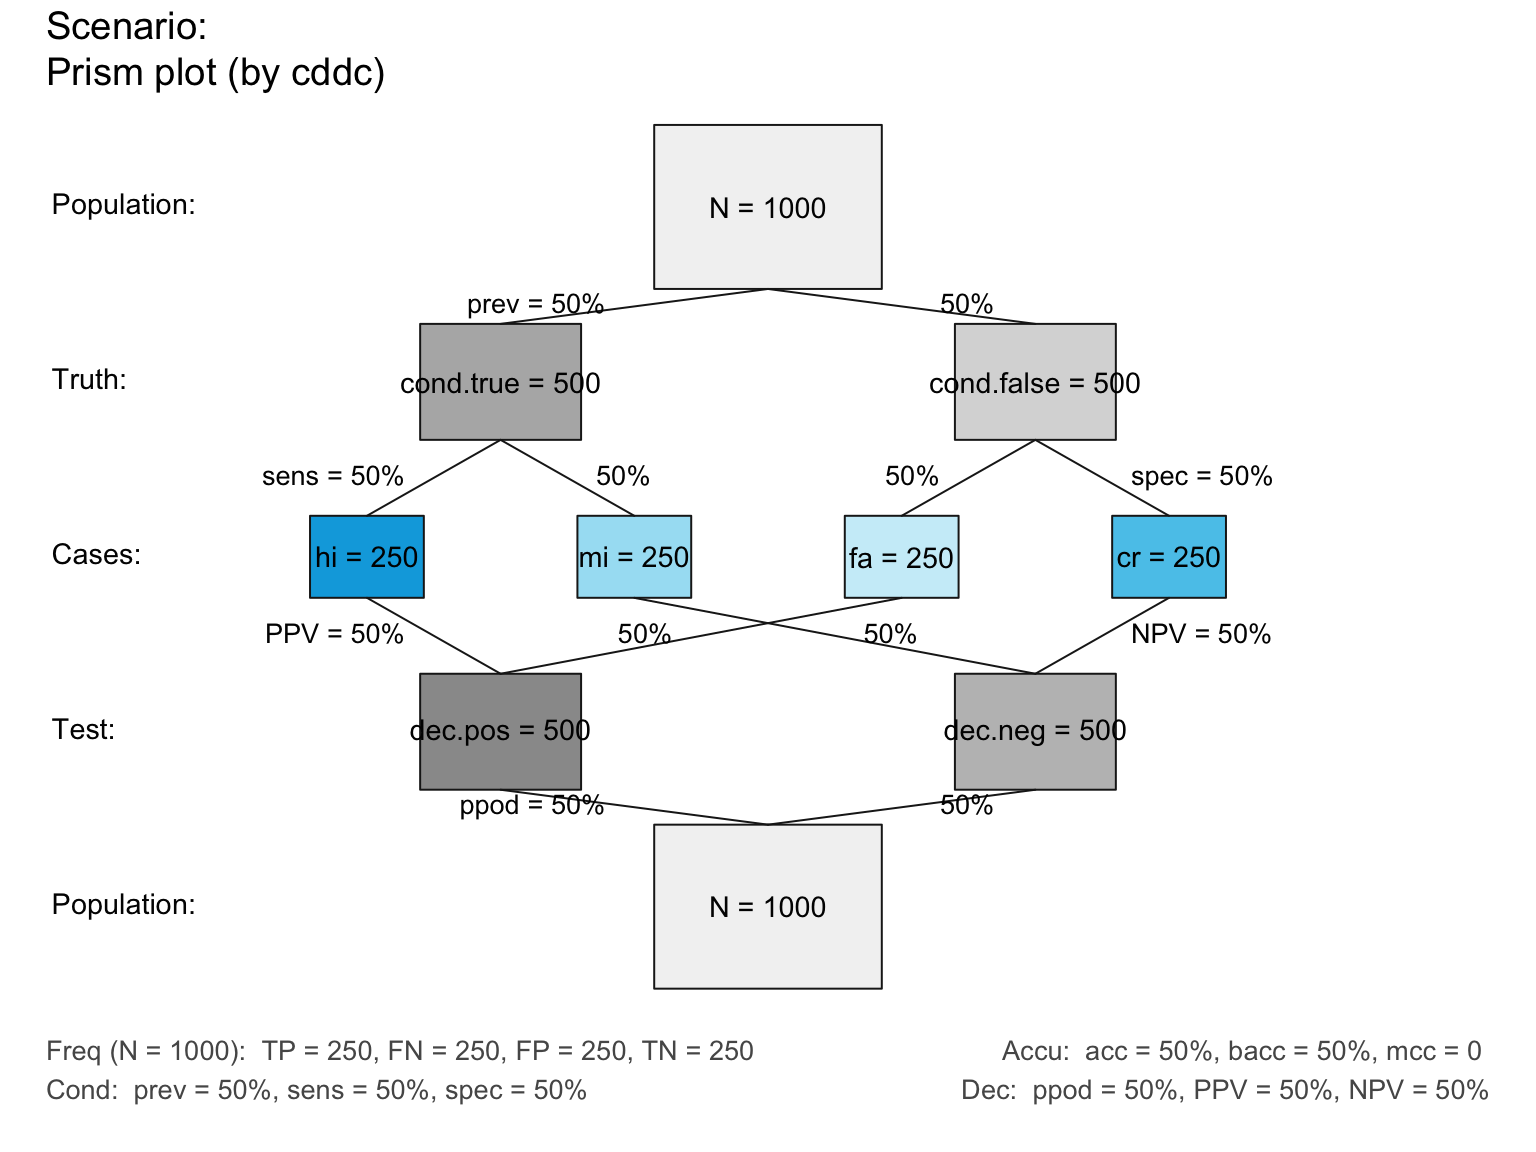 Scenario:
Prism plot (by cddc)
Population:
N = 1000
prev = 50%
50%
Truth:
cond.true = 500
cond.false = 500
sens = 50%
50%
50%
spec = 50%
Cases:
hi = 250
mi = 250
fa = 250
cr = 250
PPV = 50%
50%
50%
NPV = 50%
Test:
dec.pos = 500
dec.neg = 500
ppod = 50%
50%
Population:
N = 1000
Freq (N = 1000):  TP = 250, FN = 250, FP = 250, TN = 250
Accu:  acc = 50%, bacc = 50%, mcc = 0
Cond:  prev = 50%, sens = 50%, spec = 50%
Dec:  ppod = 50%, PPV = 50%, NPV = 50%